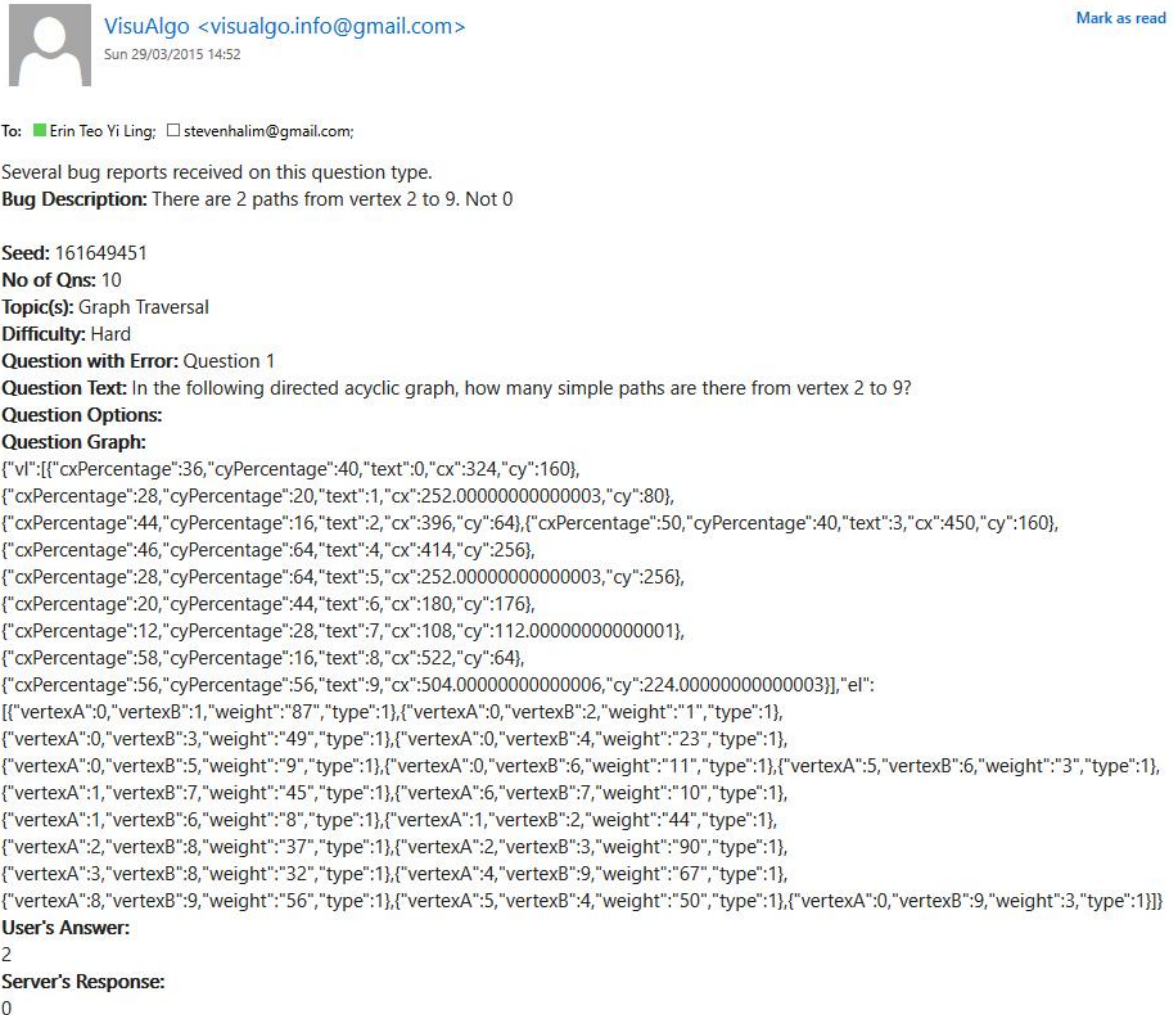 VisuAlgo <visualgo.info@gmail.com>
Mark as read
Sun 29/03/2015 14:52
To: Erin Teo Yi Ling; stevenhalim@gmail.com;
Several bug reports received on this question type.
Bug Description: There are 2 paths from vertex 2 to 9. Not 0
Seed: 161649451
No of Qns: 10
Topic(s): Graph Traversal
Difficulty: Hard
Question with Error: Question 1
Question Text: In the following directed acyclic graph, how many simple paths are there from vertex 2 to 9?
Question Options:
Question Graph:
{"vl":[{"cxPercentage":36,"cyPercentage":40,"text":0,"cx":324,"cy":160},
{"cxPercentage":28,"cyPercentage":20,"text":1,"cx":252.00000000000003,"cy":80},
{"cxPercentage":44,"cyPercentage":16,"text":2,"cx":396,"cy":64},{"cxPercentage":50,"cyPercentage":40,"text":3,"cx":450,"cy":160},
{"cxPercentage":46,"cyPercentage":64,"text":4,"cx":414,"cy":256},
{"cxPercentage":28,"cyPercentage":64,"text":5,"cx":252.00000000000003,"cy":256},
{"cxPercentage":20,"cyPercentage":44,"text":6,"cx":180,"cy":176},
{"cxPercentage":12,"cyPercentage":28,"text":7,"cx":108,"cy":112.00000000000001},
{"cxPercentage":58,"cyPercentage":16,"text":8,"cx":522,"cy":64},
{"cxPercentage":56,"cyPercentage":56,"text":9,"cx":504.00000000000006,"cy":224.00000000000003}],"el":
[{"vertexA":0,"vertexB":1,"weight":"87","type":1},{"vertexA":0,"vertexB":2,"weight":"1","type":1},
{"vertexA":0,"vertexB":3,"weight":"49","type":1},{"vertexA":0,"vertexB":4,"weight":"23","type":1},
{"vertexA":0,"vertexB":5,"weight":"9","type":1},{"vertexA":0,"vertexB":6,"weight":"11","type":1},{"vertexA":5,"vertexB":6,"weight":"3","type":1},
{"vertexA":1,"vertexB":7,"weight":"45","type":1},{"vertexA":6,"vertexB":7,"weight":"10","type":1},
{"vertexA":1,"vertexB":6,"weight":"8","type":1},{"vertexA":1,"vertexB":2,"weight":"44","type":1},
{"vertexA":2,"vertexB":8,"weight":"37","type":1},{"vertexA":2,"vertexB":3,"weight":"90","type":1},
{"vertexA":3,"vertexB":8,"weight":"32","type":1},{"vertexA":4,"vertexB":9,"weight":"67","type":1},
{"vertexA":8,"vertexB":9,"weight":"56","type":1},{"vertexA":5,"vertexB":4,"weight":"50","type":1},{"vertexA":0,"vertexB":9,"weight":3,"type":1}]}
User's Answer:
2
Server's Response:
0